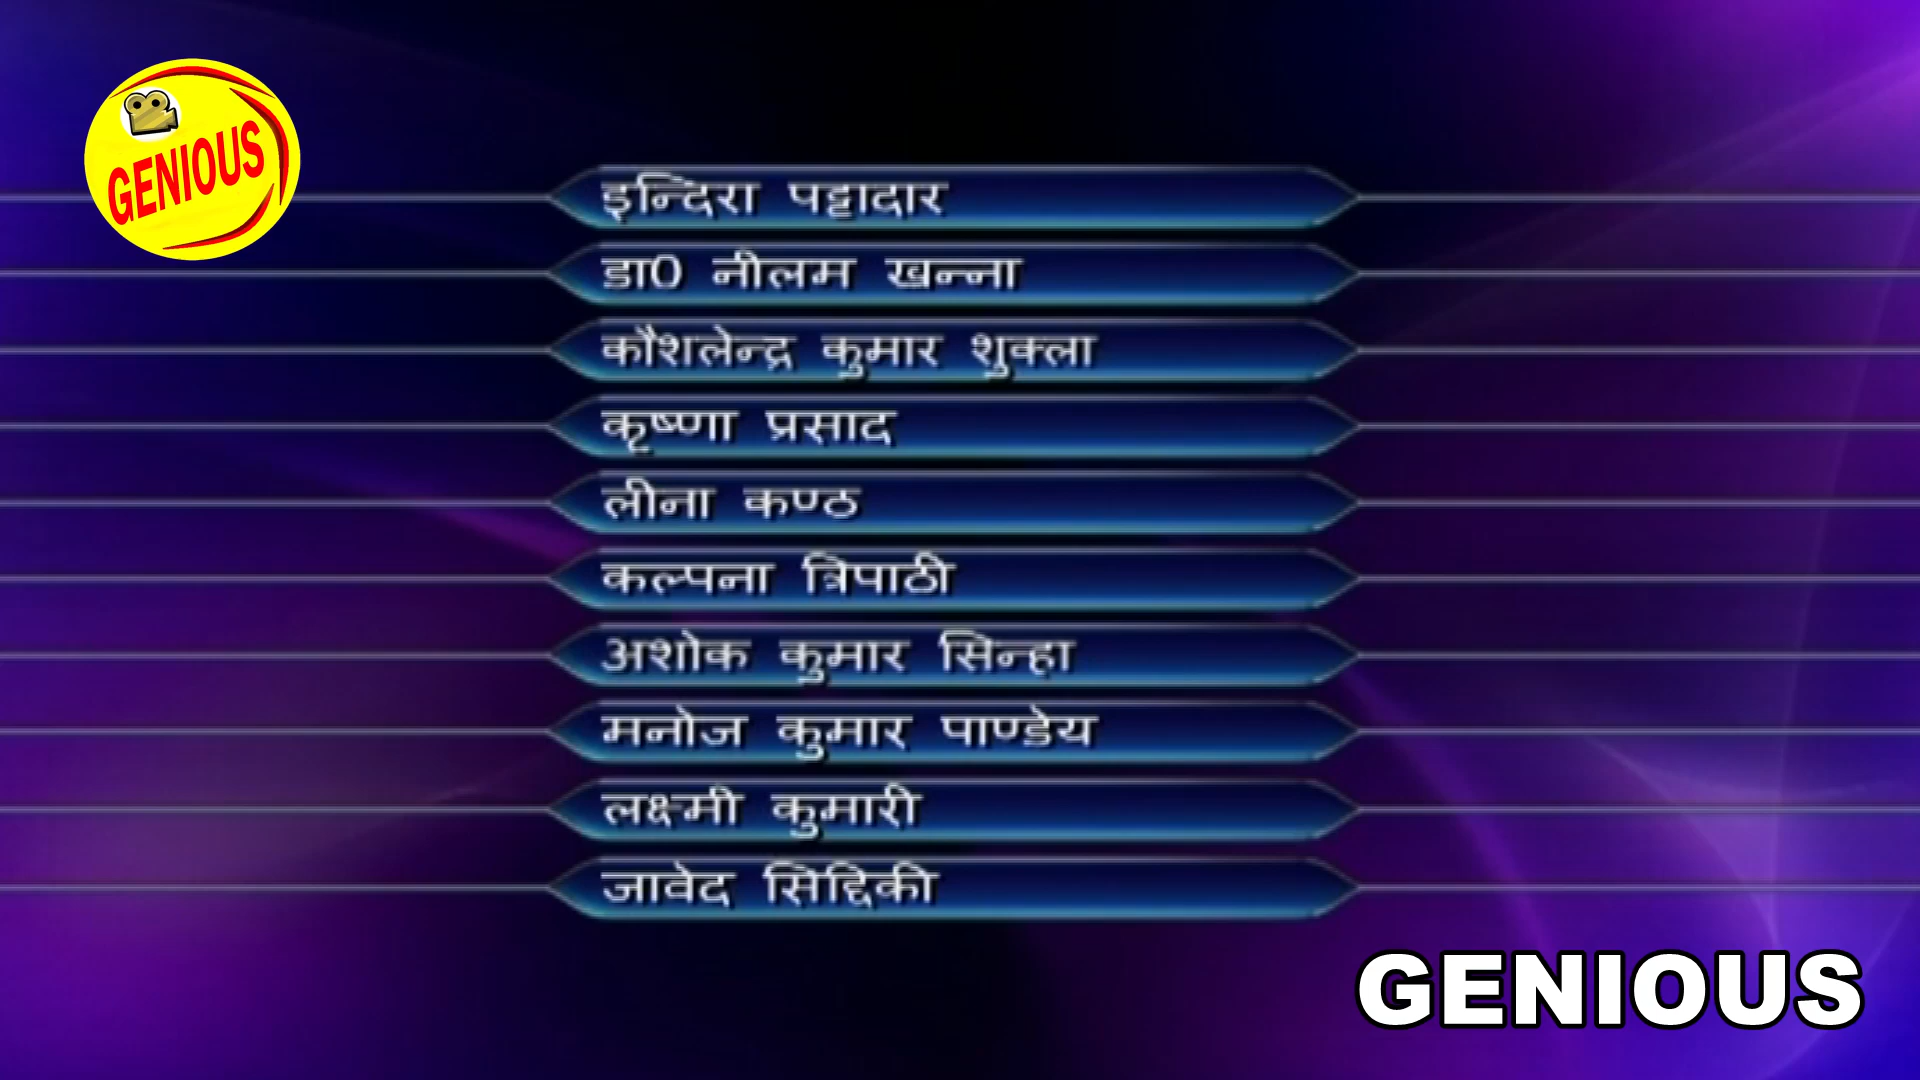 GENIOUS
इन्दिरा पट्टादार
डा0 नीलम खन्ना
कौशलेन्द्र कुमार शुक्ला
कृष्णा प्रसाद
लीना कण्ठ
कल्पना त्रिपाठी
अशोक कुमार सिन्हा
मनोज कुमार पाण्डेय
लक्ष्मी कुमारी
जावेद सिद्दिकी
GENIOUS